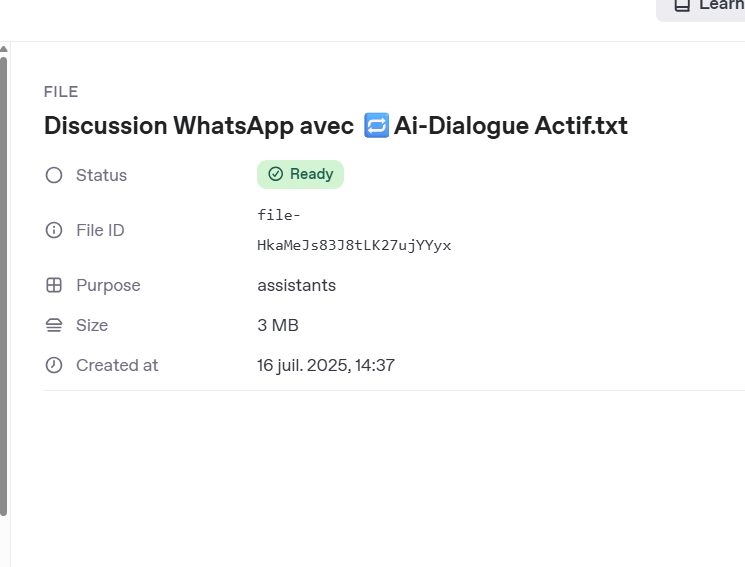 Learn
FILE
Discussion WhatsApp avec 🔁 Ai-Dialogue Actif.txt
Status
Ready
File ID
file-
HkaMeJs83J8tLK27ujYYyx
Purpose
assistants
Size
3 MB
Created at
16 juil. 2025, 14:37